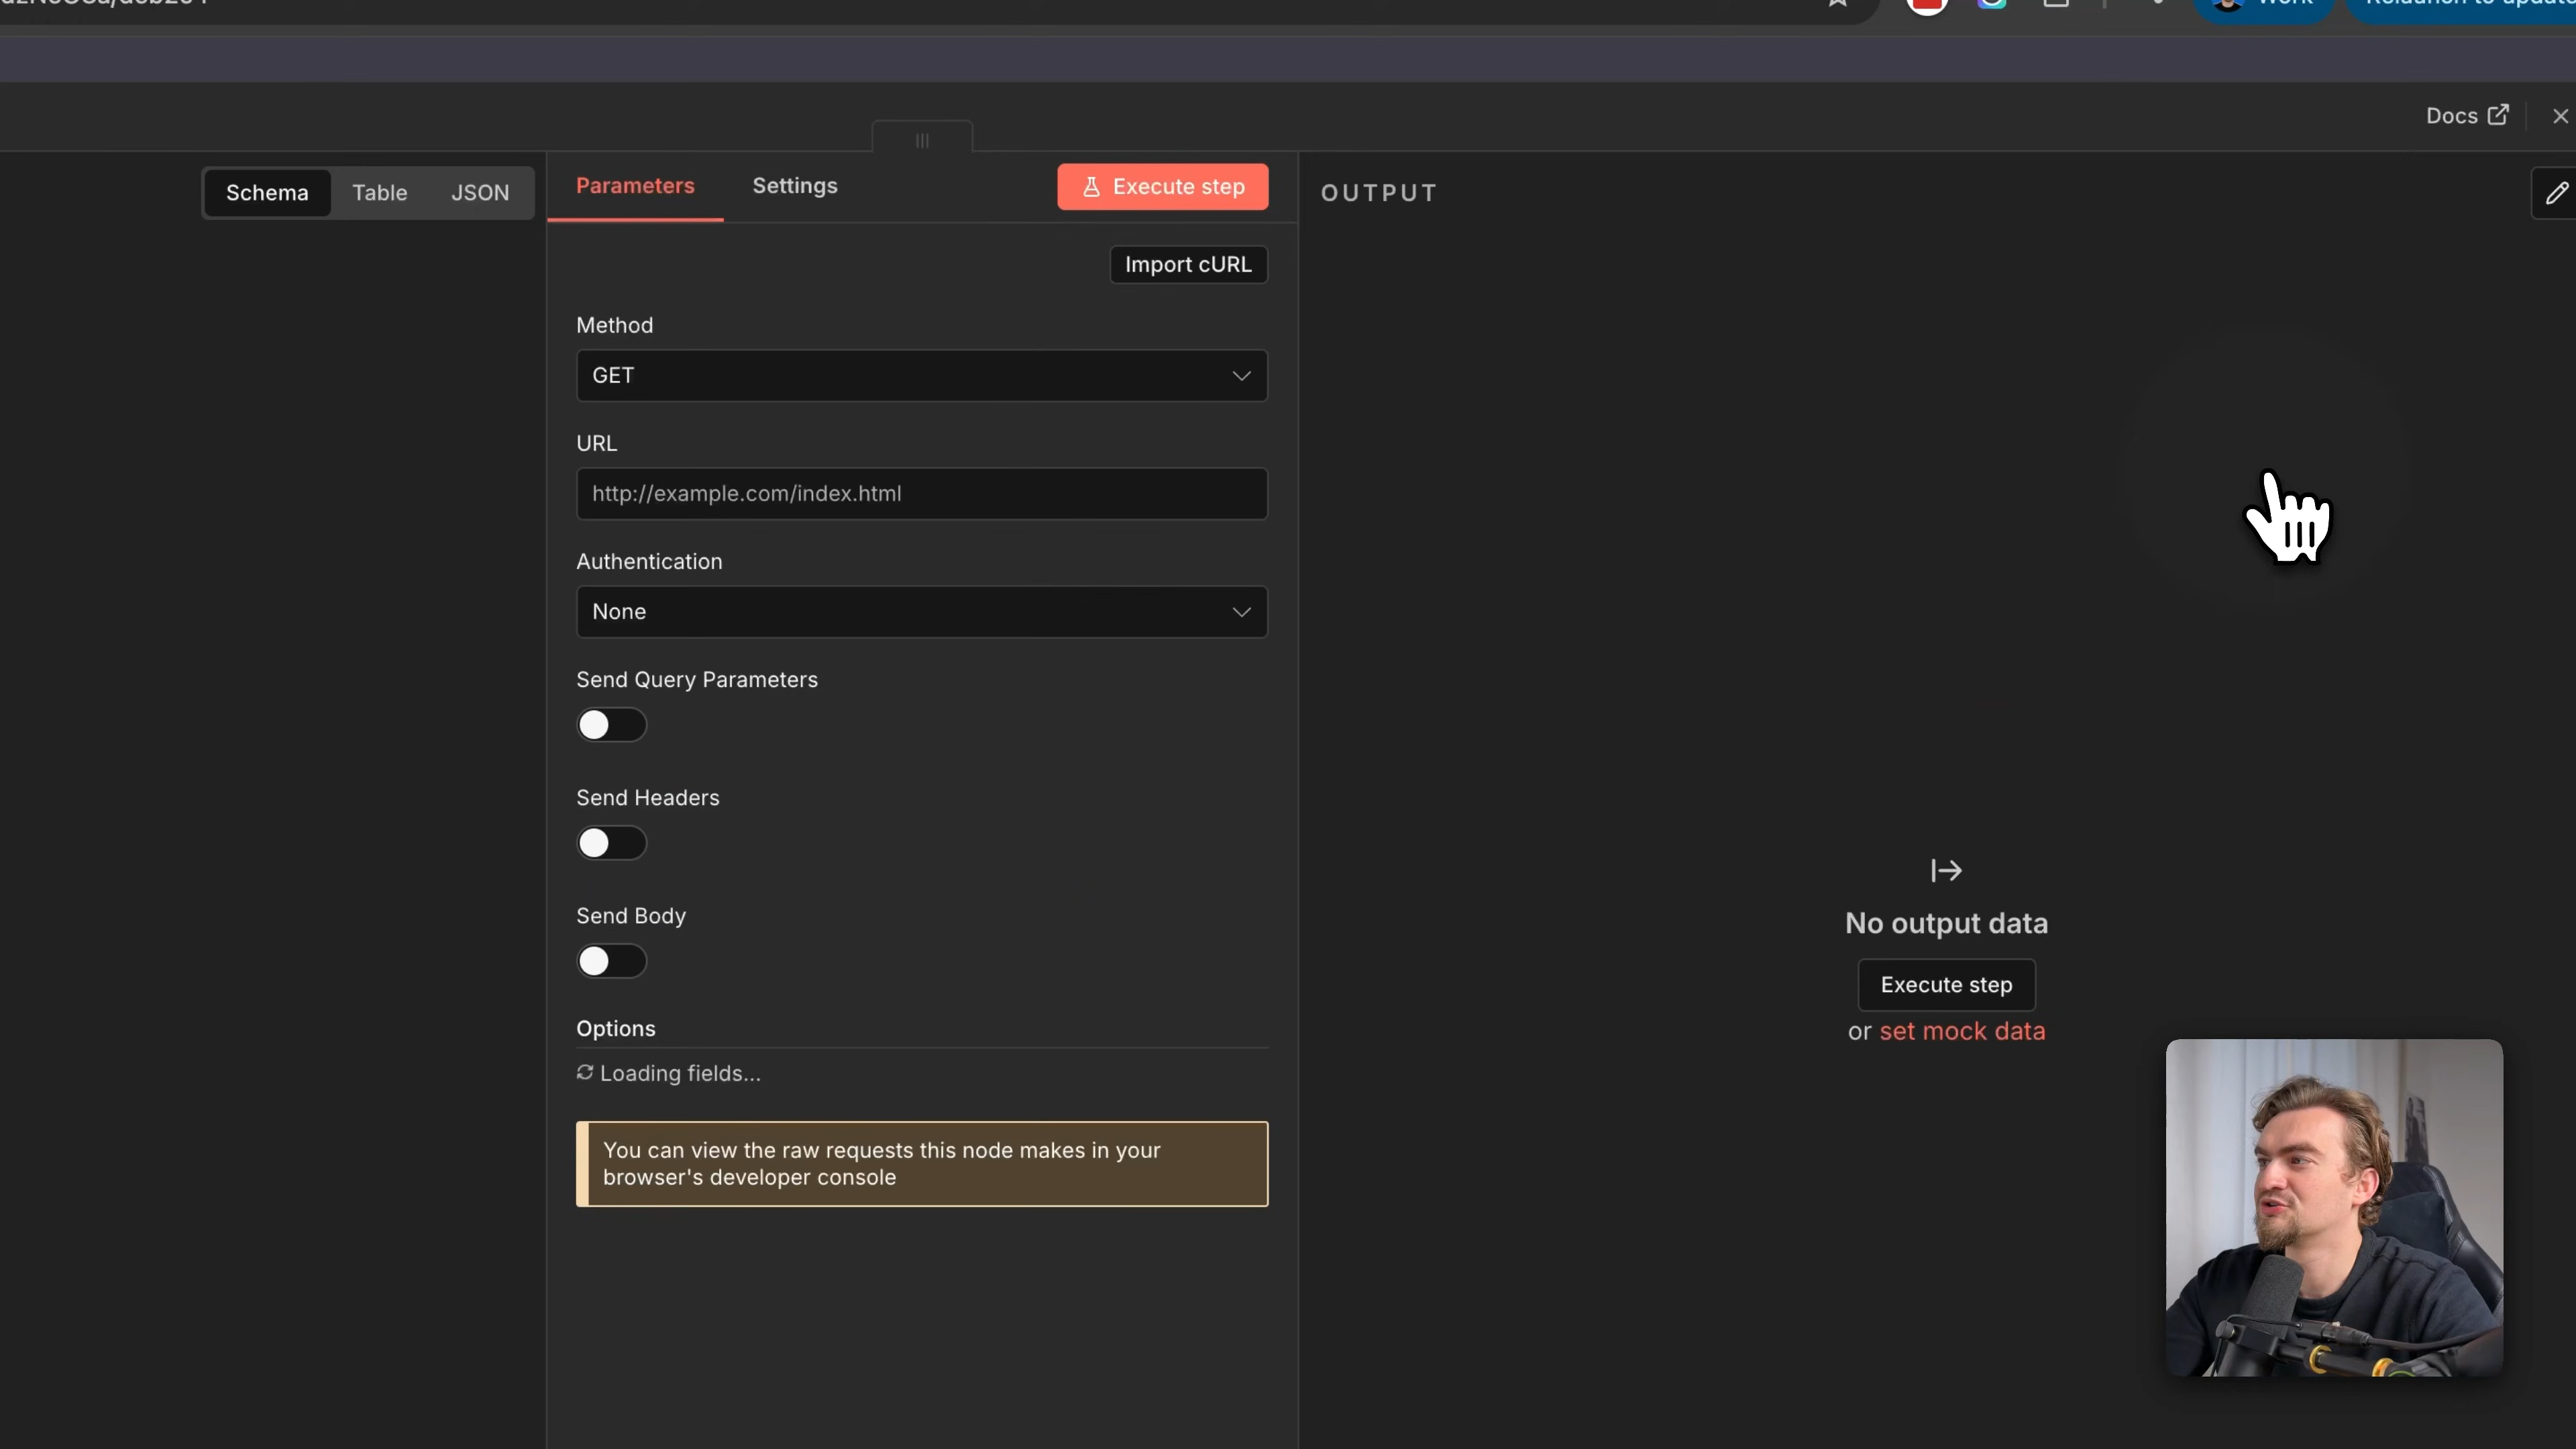 Work
Docs
Schema
Table
JSON
Parameters
Settings
Execute step
OUTPUT
Import cURL
Method
GET
URL
http://example.com/index.html
Authentication
None
Send Query Parameters
Send Headers
Send Body
Options
Loading fields...
You can view the raw requests this node makes in your
browser's developer console
No output data
Execute step
or set mock data